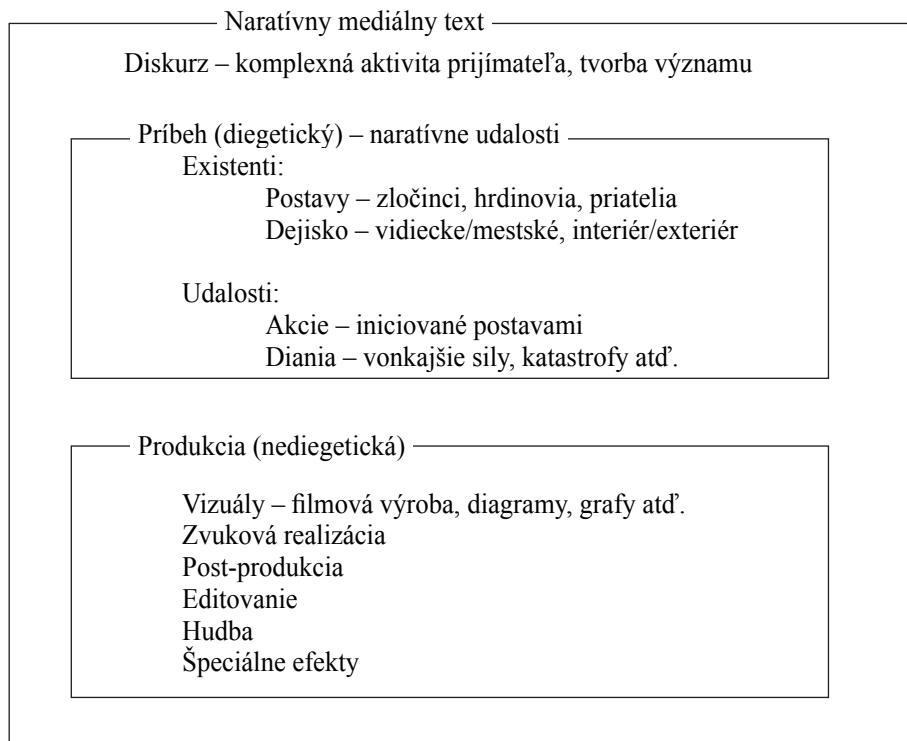 Naratívny mediálny text
Diskurz – komplexná aktivita prijímateľa, tvorba významu
Príbeh (diegetický) – naratívne udalosti
Existenti:
Postavy – zločinci, hrdinovia, priatelia
Dejisko – vidiecke/mestské, interiér/exteriér
Udalosti:
Akcie – iniciované postavami
Diania – vonkajšie sily, katastrofy atď.
Produkcia (nediegetická)
Vizuály – filmová výroba, diagramy, grafy atď.
Zvuková realizácia
Post-produkcia
Editovanie
Hudba
Špeciálne efekty